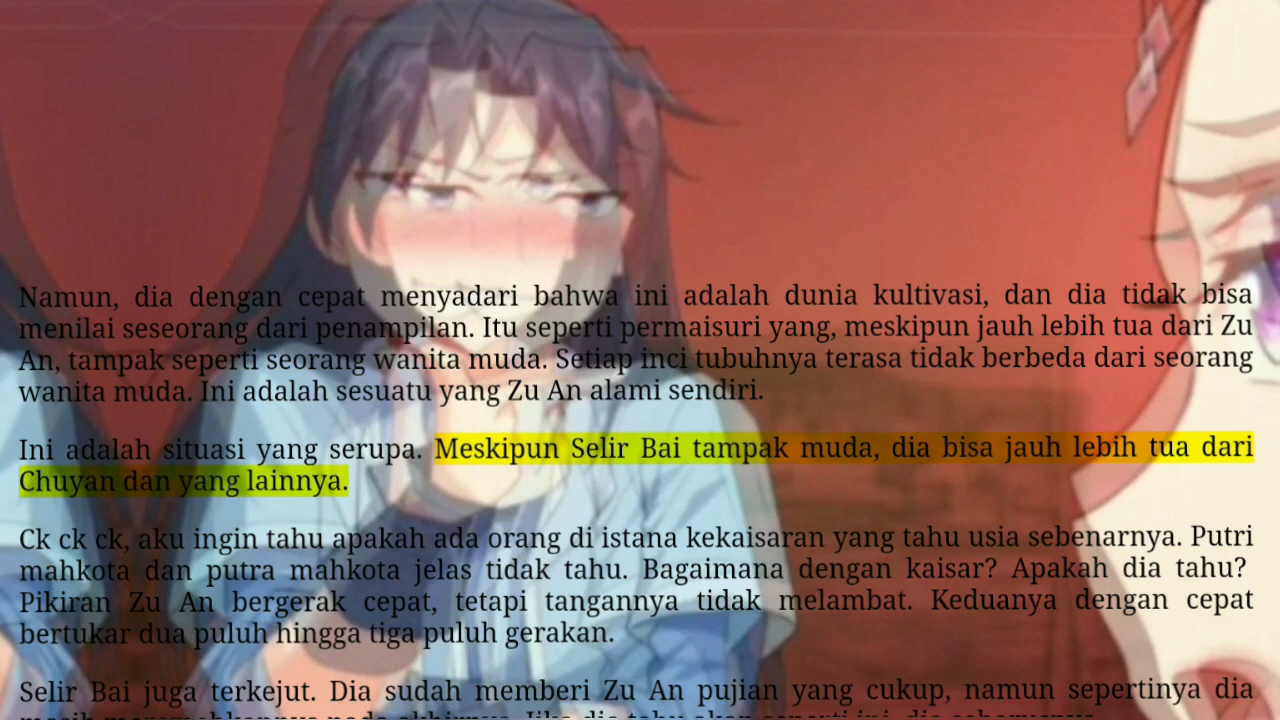 Namun, dia dengan cepat menyadari bahwa ini adalah dunia kultivasi, dan dia tidak bisa
menilai seseorang dari penampilan. Itu seperti permaisuri yang, meskipun jauh lebih tua dari Zu
An, tampak seperti seorang wanita muda. Setiap inci tubuhnya terasa tidak berbeda dari seorang
wanita muda. Ini adalah sesuatu yang Zu An alami sendiri.
Ini adalah situasi yang serupa. Meskipun Selir Bai tampak muda, dia bisa jauh lebih tua dari
Chuyan dan yang lainnya.
Ck ck ck, aku ingin tahu apakah ada orang di istana kekaisaran yang tahu usia sebenarnya. Putri
mahkota dan putra mahkota jelas tidak tahu. Bagaimana dengan kaisar? Apakah dia tahu?
Pikiran Zu An bergerak cepat, tetapi tangannya tidak melambat. Keduanya dengan cepat
bertukar dua puluh hingga tiga puluh gerakan.
Selir Bai juga terkejut. Dia sudah memberi Zu An pujian yang cukup, namun sepertinya dia